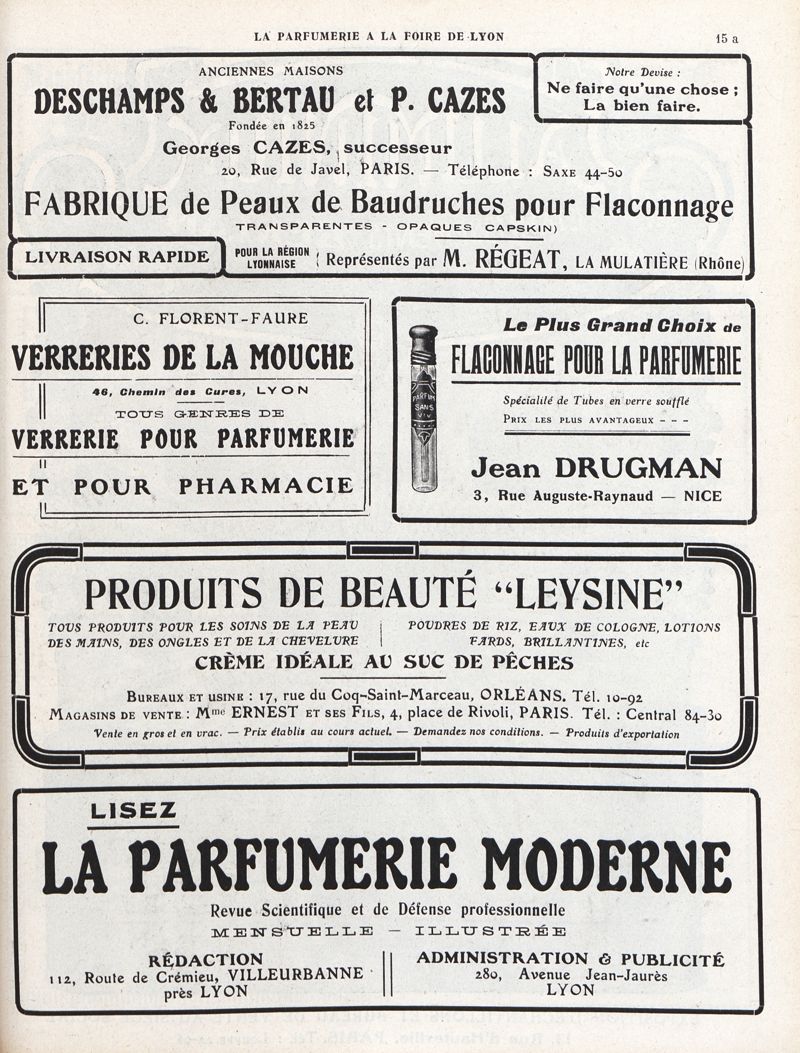 LA PARFUMERIE A LA FOIRE DE LYON
15 a
ANCIENNES MAISONS
DESCHAMPS & BERTAU et P. CAZES
Fondée en 1825
Georges CAZES, successeur
20, Rue de Javel, PARIS. — Téléphone : SAXE 44-50
Notre Devise :
Ne faire qu'une chose ;
La bien faire.
FABRIQUE de Peaux de Baudruches pour Flaconnage
TRANSPARENTES - OPAQUES CAPSKIN)
LIVRAISON RAPIDE
POUR LA RÉGION
LYONNAISE
Représentés par M. RÉGEAT, LA MULATIÈRE (Rhône)
C. FLORENT-FAURE
VERRERIES DE LA MOUCHE
46, Chemin des Cures, LYON
TOUS GENRES DE
VERRERIE POUR PARFUMERIE
ET POUR PHARMACIE
Le Plus Grand Choix de
FLACONNAGE POUR LA PARFUMERIE
PARFUM
SANS
Spécialité de Tubes en verre soufflé
PRIX LES PLUS AVANTAGEUX - - -
Jean DRUGMAN
3, Rue Auguste-Raynaud — NICE
PRODUITS DE BEAUTÉ “LEYSINE”
TOUS PRODUITS POUR LES SOINS DE LA PEAU
DES MAINS, DES ONGLES ET DE LA CHEVELURE
POUDRES DE RIZ, EAUX DE COLOGNE, LOTIONS
FARDS, BRILLANTINES, etc
CRÈME IDÉALE AU SUC DE PÊCHES
BUREAUX ET USINE : 17, rue du Coq-Saint-Marceau, ORLÉANS. Tél. 10-92
MAGASINS DE VENTE : Mme ERNEST ET SES FILS, 4, place de Rivoli, PARIS. Tél. : Central 84-30
Vente en gros et en vrac. — Prix établis au cours actuel. — Demandez nos conditions. — Produits d'exportation
LISEZ
LA PARFUMERIE MODERNE
Revue Scientifique et de Défense professionnelle
MENSUELLE — ILLUSTRÉE
RÉDACTION
112, Route de Crémieu, VILLEURBANNE
près LYON
ADMINISTRATION & PUBLICITÉ
280, Avenue Jean-Jaurès
LYON